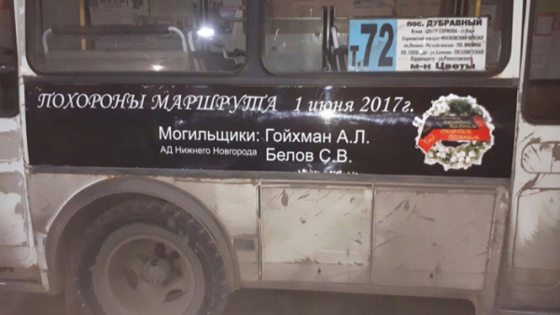 т.72
пос. ДУБРАВНЫЙ
м-н Цветы
ПОХОРОНЫ МАРШРУТА 1 июня 2017г.
Могильщики: Гойхман А.Л.
АД Нижнего Новгорода Белов С.В.